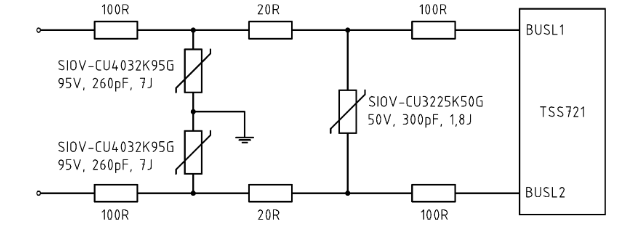 100R
20R
100R
BUSL1
SIOV-CU4032K95G
95V, 260pF, 7J
SIOV-CU3225K50G
50V, 300pF, 1,8J
TSS721
SIOV-CU4032K95G
95V, 260pF, 7J
BUSL2
100R
20R
100R